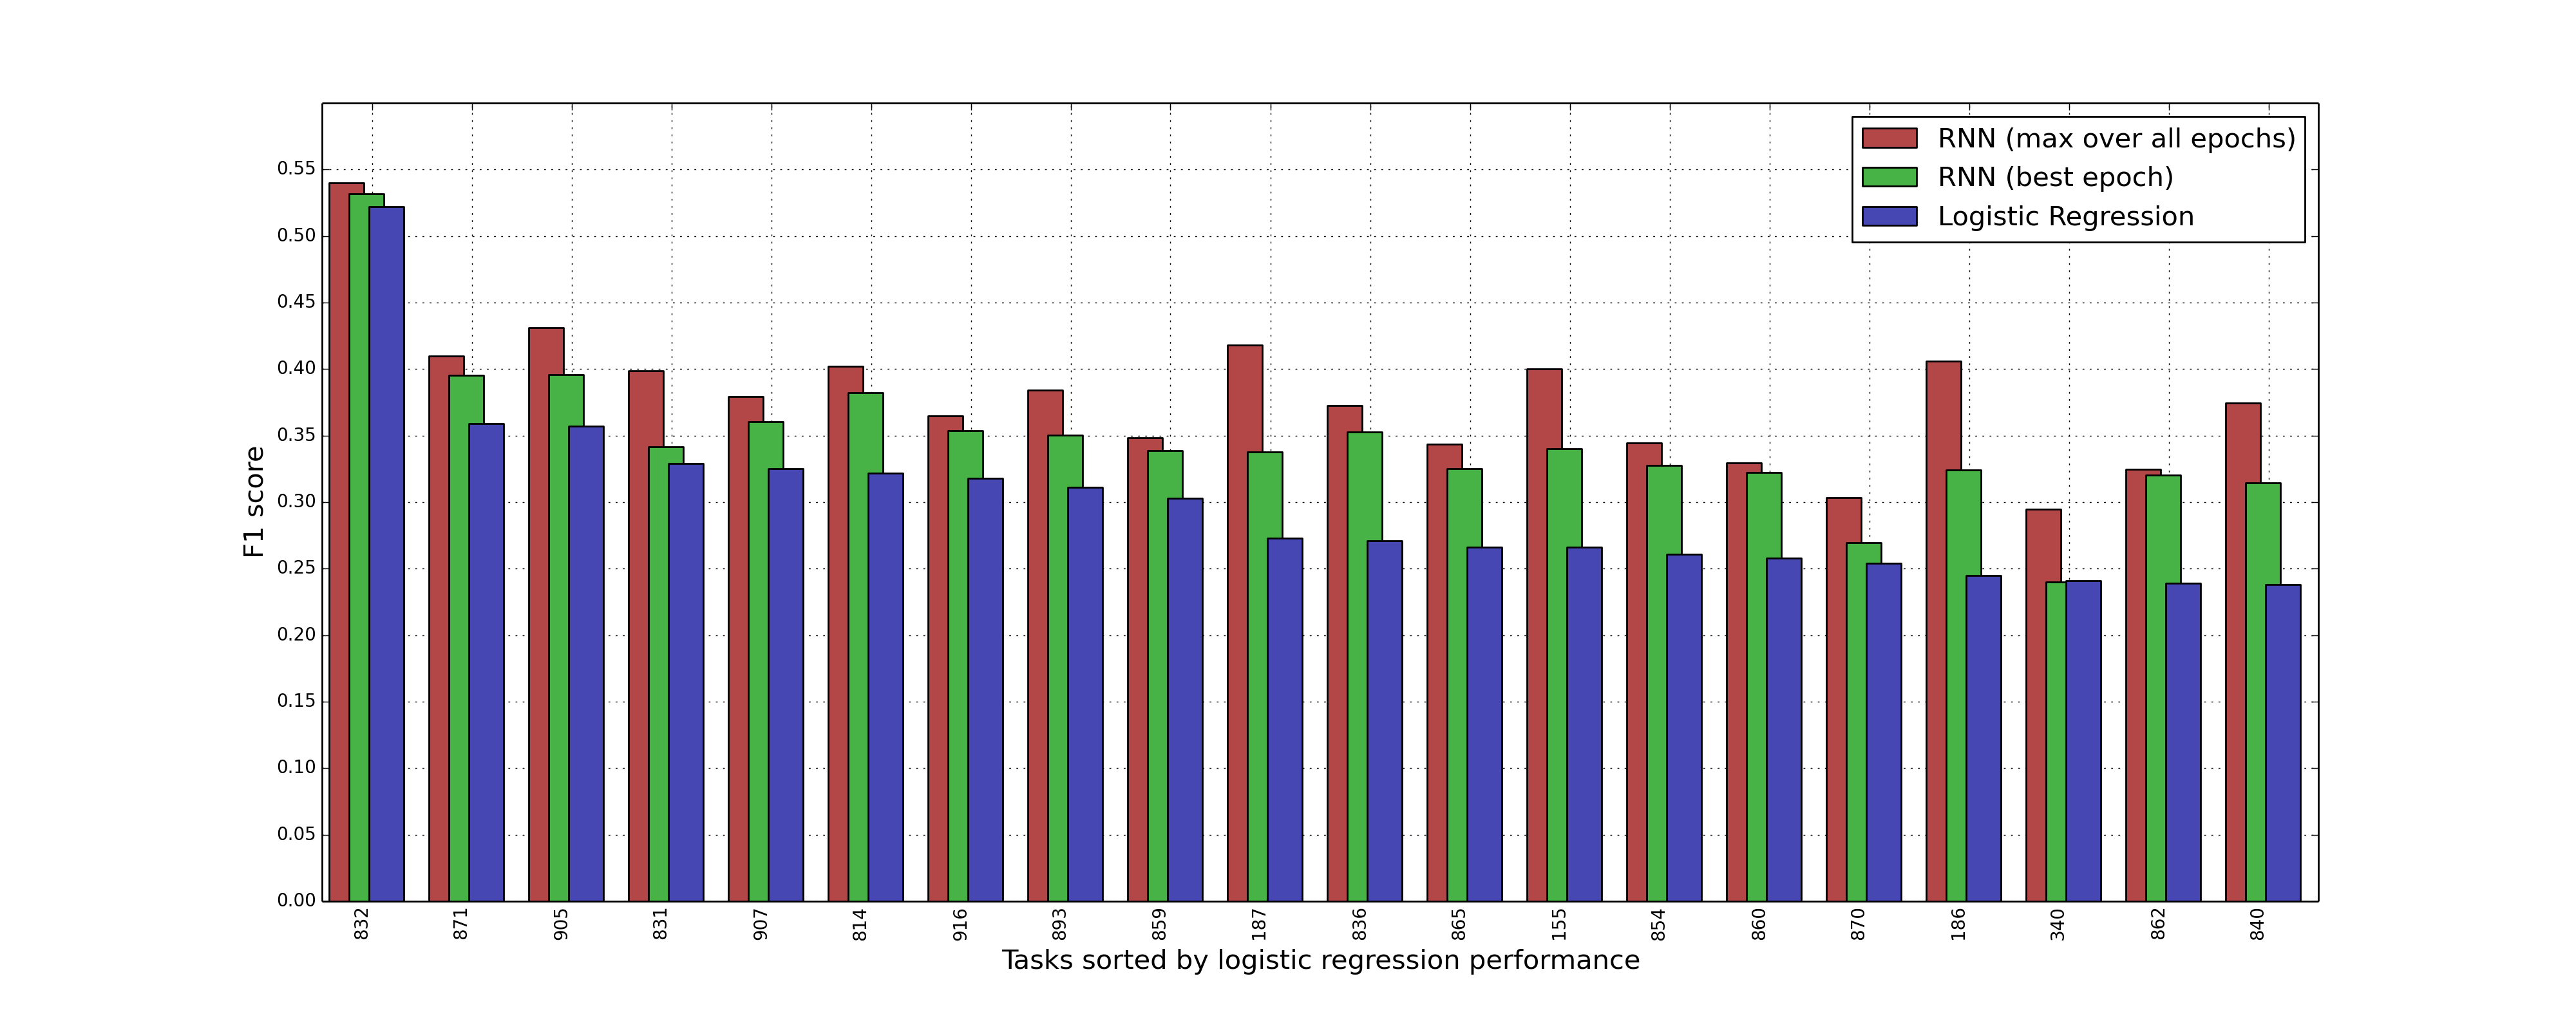 RNN (max over all epochs)
RNN (best epoch)
Logistic Regression
F1 score
0.55
0.50
0.45
0.40
0.35
0.30
0.25
0.20
0.15
0.10
0.05
0.00
832 871 905 831 907 814 916 893 859 187 836 865 155 854 860 870 186 340 862 840
Tasks sorted by logistic regression performance